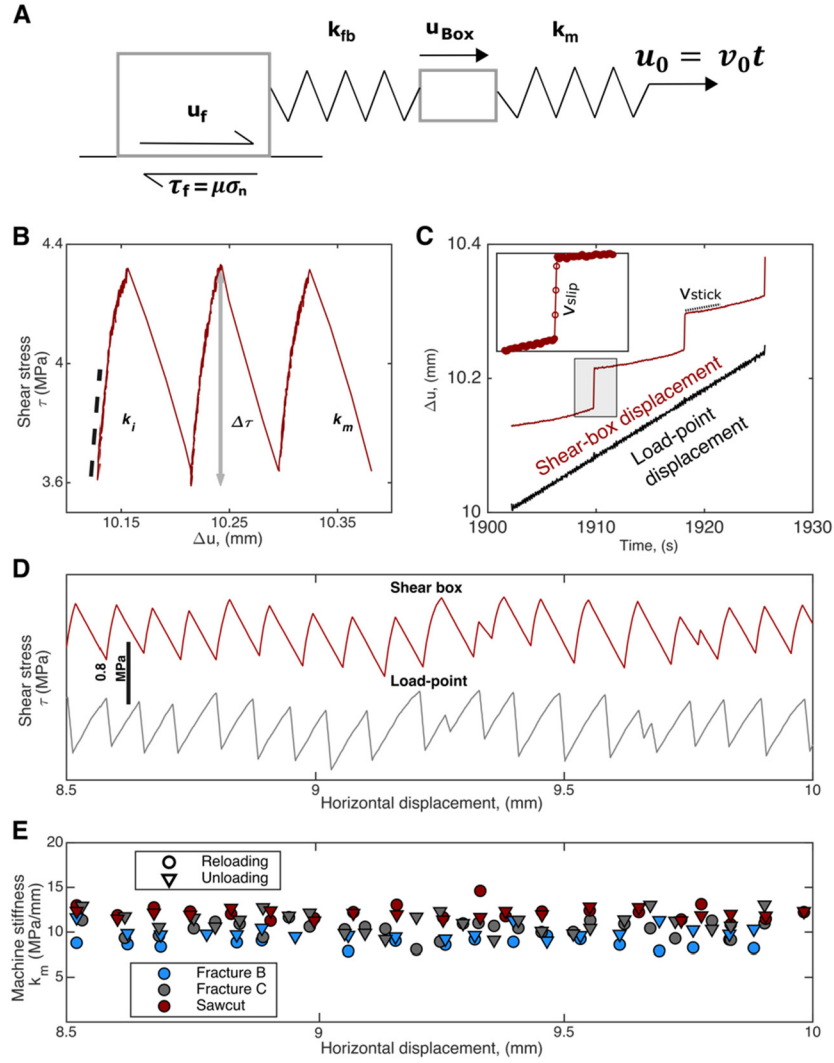 A
k_fb
u_Box
k_m
u_0 = v_0t
u_f
τ_f = μσ_n
B
4.4
4
3.6
Shear stress
τ (MPa)
k_i
Δτ
k_m
10.15
10.25
10.35
Δu, (mm)
C
10.4
10.2
10
Δu, (mm)
Vslip
Vstick
Shear-box displacement
Load-point
displacement
1900
1910
1920
1930
Time, (s)
D
Shear stress
τ (MPa)
Shear box
0.8
MPa
Load-point
8.5
9
9.5
10
Horizontal displacement, (mm)
E
20
15
10
5
Machine stiffness
k_m (MPa/mm)
Reloading
Unloading
Fracture B
Fracture C
Sawcut
8.5
9
9.5
10
Horizontal displacement, (mm)